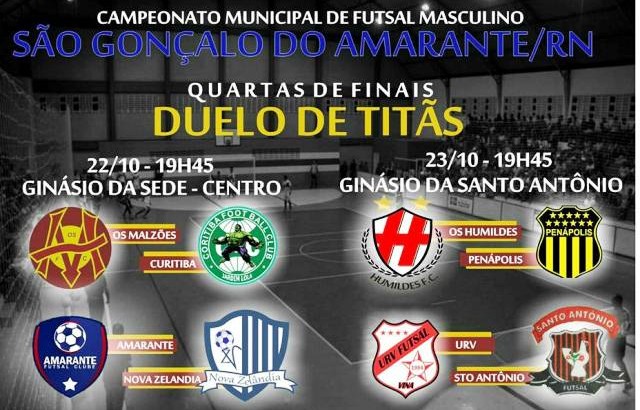 CAMPEONATO MUNICIPAL DE FUTSAL MASCULINO
SÃO GONÇALO DO AMARANTE/RN
QUARTAS DE FINAIS
DUELO DE TITÃS
22/10 - 19H45
GINÁSIO DA SEDE - CENTRO
OS MALZÕES
CURITIBA
CORITIBA FOOT BALL CLUB
JARDIM LOLA
AMARANTE
NOVA ZELANDIA
AMARANTE
FUTSAL CLUBE
Nova Zelândia
23/10 - 19H45
GINÁSIO DA SANTO ANTÔNIO
H
HUMILDES F.C.
OS HUMILDES
PENÁPOLIS
PENÁPOLIS
URV FUTSAL
URV
STO ANTÔNIO
SANTO ANTÔNIO
FUTSAL